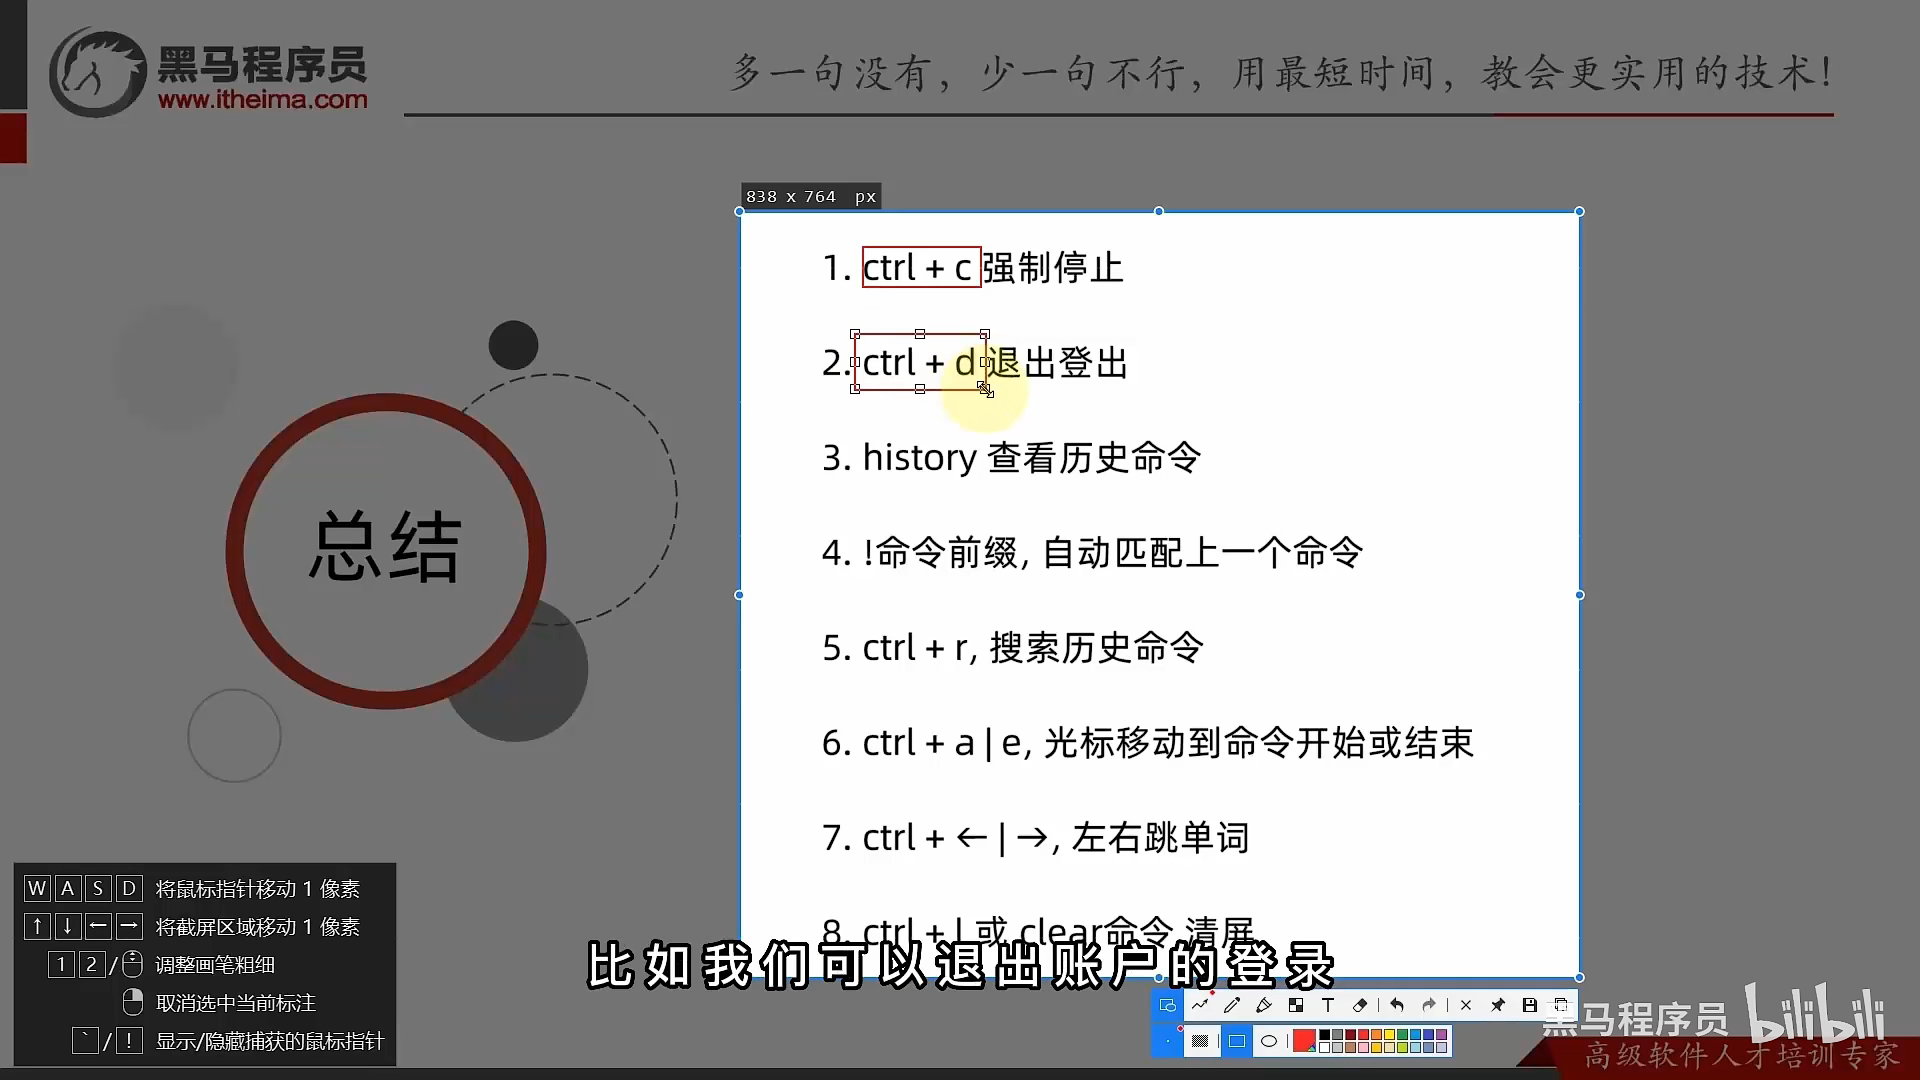 黑马程序员
www.itheima.com
多一句没有，少一句不行，用最短时间，教会更实用的技术！
838 x 764 px
1. ctrl + c 强制停止
2. ctrl + d 退出登出
3. history 查看历史命令
4. !命令前缀, 自动匹配上一个命令
5. ctrl + r, 搜索历史命令
6. ctrl + a | e, 光标移动到命令开始或结束
7. ctrl + ← | →, 左右跳单词
8. ctrl + l 或 clear命令 清屏
总结
W A S D 将鼠标指针移动 1 像素
↑ ↓ ← → 将截屏区域移动 1 像素
1 2 / 调整画笔粗细
取消选中当前标注
` / ! 显示/隐藏捕获的鼠标指针
比如我们可以退出账户的登录
黑马程序员 bilibili
高级软件人才培训专家